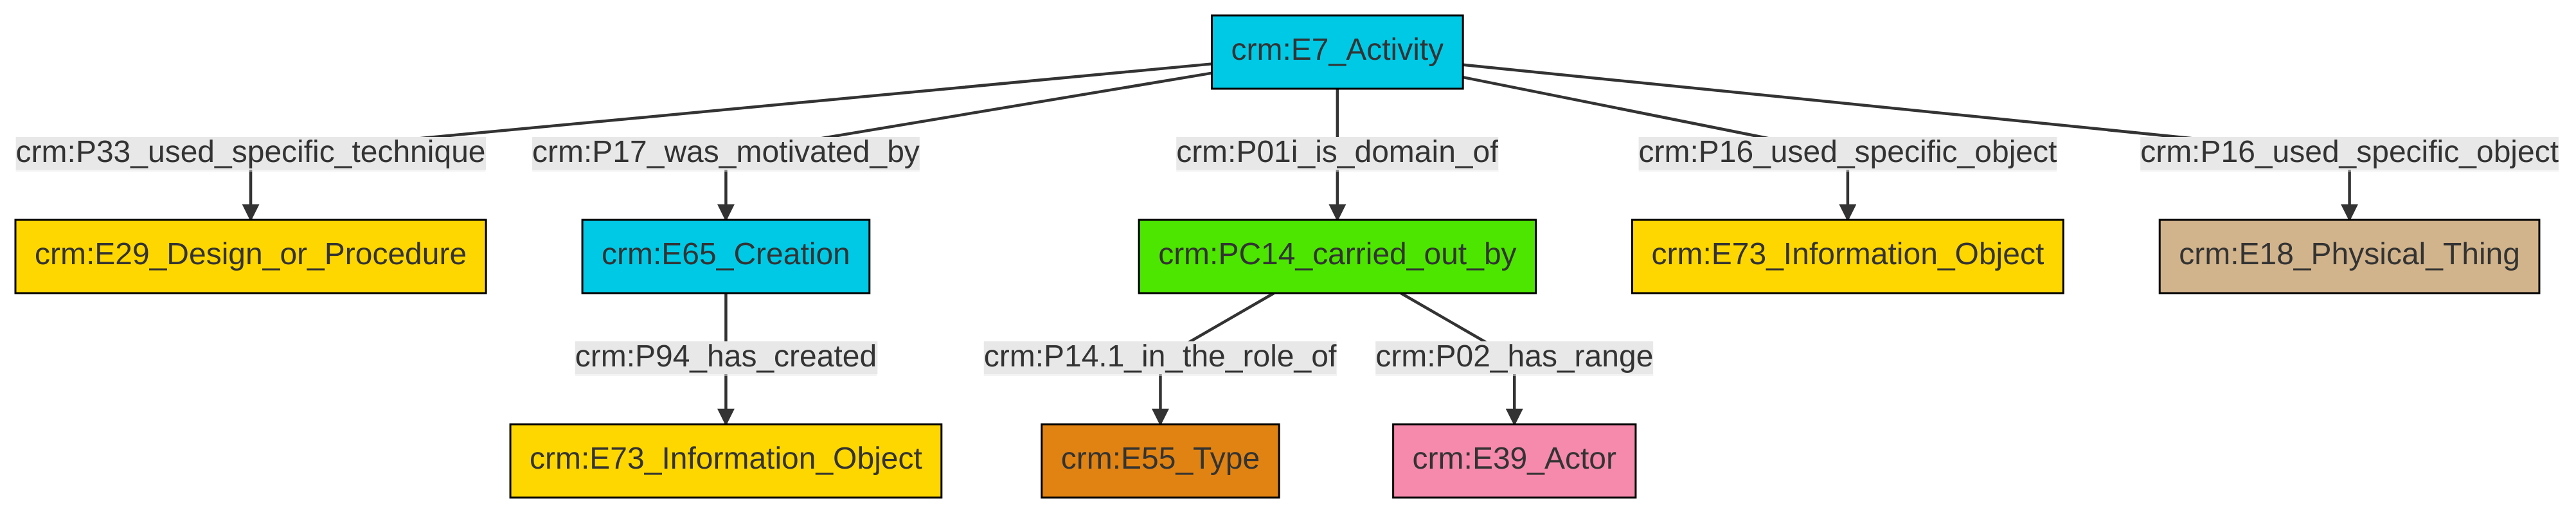 crm:E7_Activity
crm:P33_used_specific_technique
crm:P17_was_motivated_by
crm:P01i_is_domain_of
crm:P16_used_specific_object
crm:P16_used_specific_object
crm:E29_Design_or_Procedure
crm:E65_Creation
crm:PC14_carried_out_by
crm:E73_Information_Object
crm:E18_Physical_Thing
crm:P94_has_created
crm:P14.1_in_the_role_of
crm:P02_has_range
crm:E73_Information_Object
crm:E55_Type
crm:E39_Actor